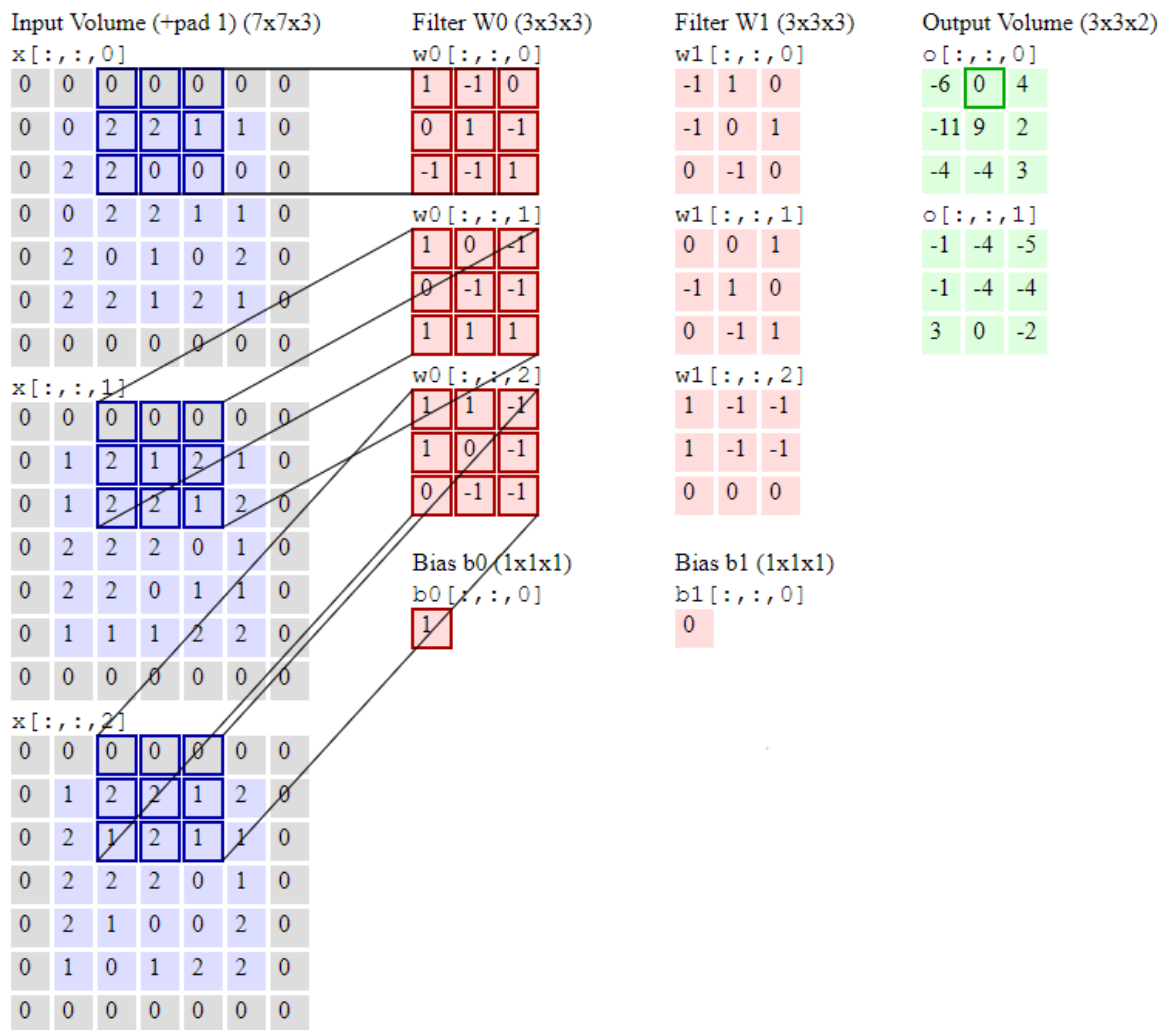 Input Volume (+pad 1) (7x7x3)
x[:,:,0]
0 0 0 0 0 0 0
0 0 2 2 1 1 0
0 2 2 0 0 0 0
0 0 2 2 1 1 0
0 2 0 1 0 2 0
0 2 2 1 2 1 0
0 0 0 0 0 0 0
x[:,:,1]
0 0 0 0 0 0 0
0 1 2 1 2 1 0
0 1 2 2 1 2 0
0 2 2 2 0 1 0
0 2 2 0 1 1 0
0 1 1 1 2 2 0
0 0 0 0 0 0 0
x[:,:,2]
0 0 0 0 0 0 0
0 1 2 2 1 2 0
0 2 1 2 1 1 0
0 2 2 2 0 1 0
0 2 1 0 0 2 0
0 1 0 1 2 2 0
0 0 0 0 0 0 0
Filter W0 (3x3x3)
w0[:,:,0]
1 -1 0
0 1 -1
-1 -1 1
w0[:,:,1]
1 0 -1
0 -1 -1
1 1 1
w0[:,:,2]
1 1 -1
1 0 -1
0 -1 -1
Bias b0 (1x1x1)
b0[:,:,0]
1
Filter W1 (3x3x3)
w1[:,:,0]
-1 1 0
-1 0 1
0 -1 0
w1[:,:,1]
0 0 1
-1 1 0
0 -1 1
w1[:,:,2]
1 -1 -1
1 -1 -1
0 0 0
Bias b1 (1x1x1)
b1[:,:,0]
0
Output Volume (3x3x2)
o[:,:,0]
-6 0 4
-11 9 2
-4 -4 3
o[:,:,1]
-1 -4 -5
-1 -4 -4
3 0 -2